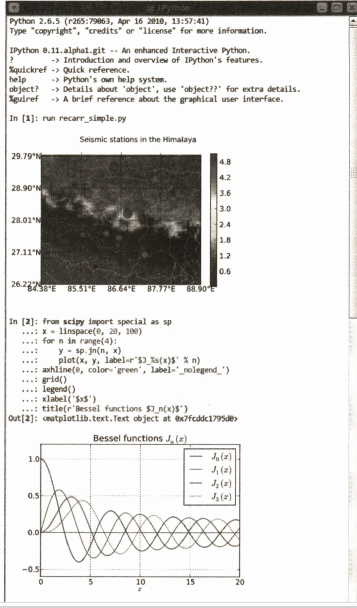 IPython
Python 2.6.5 (r265:79063, Apr 16 2010, 13:57:41)
Type "copyright", "credits" or "license" for more information.
IPython 0.11.alpha1.git -- An enhanced Interactive Python.
? -> Introduction and overview of IPython's features.
%quickref -> Quick reference.
help -> Python's own help system.
object? -> Details about 'object', use 'object??' for extra details.
%guiref -> A brief reference about the graphical user interface.
In [1]: run recarr_simple.py
Seismic stations in the Himalaya
29.79°N
28.90°N
28.01°N
27.11°N
26.22°N
84.38°E 85.51°E 86.64°E 87.77°E 88.90°E
4.8
4.2
3.6
3.0
2.4
1.8
1.2
0.6
In [2]: from scipy import special as sp
...: x = linspace(0, 20, 100)
...: for n in range(4):
...: y = sp.jn(n, x)
...: plot(x, y, label=r'$J_%s(x)$' % n)
...: axhline(0, color='green', label='_nolegend_')
...: grid()
...: legend()
...: xlabel('$x$')
...: title(r'Bessel functions $J_n(x)$')
Out[2]: <matplotlib.text.Text object at 0x7fcddc1795d0>
Bessel functions J_n(x)
1.0
0.5
0.0
−0.5
J_0(x)
J_1(x)
J_2(x)
J_3(x)
0 5 10 15 20
x